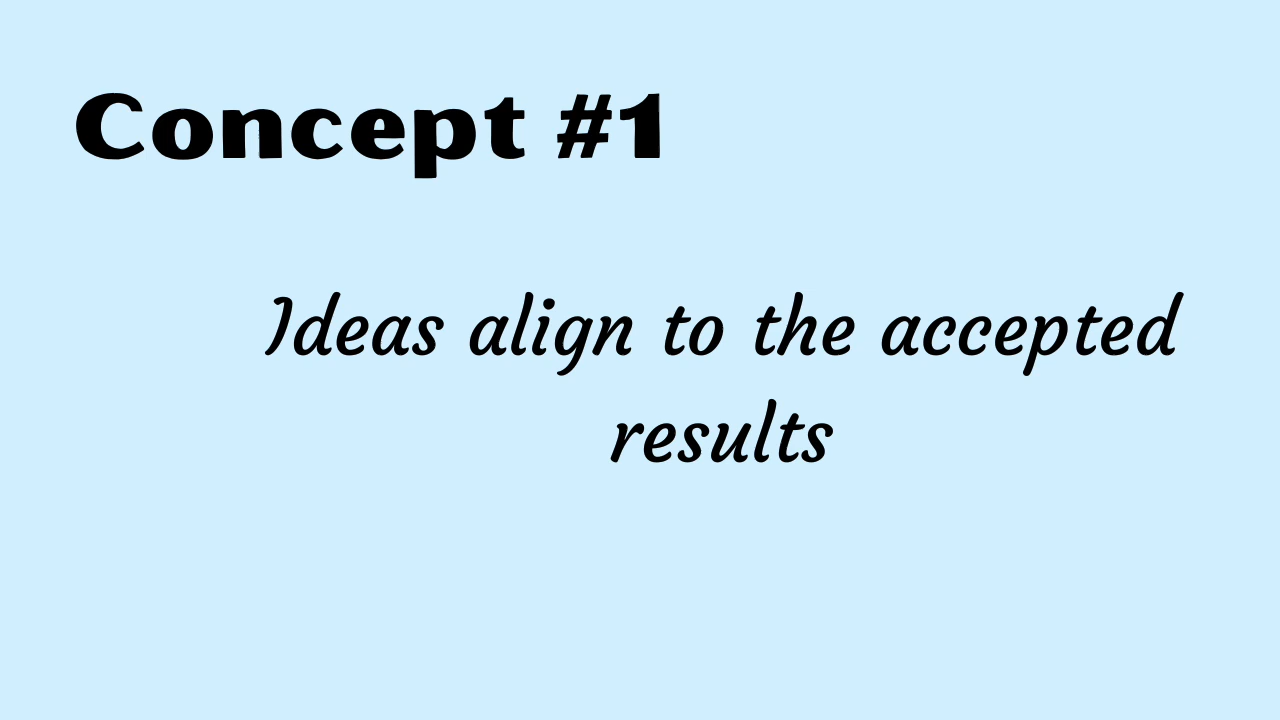 Concept #1
Ideas align to the accepted
results